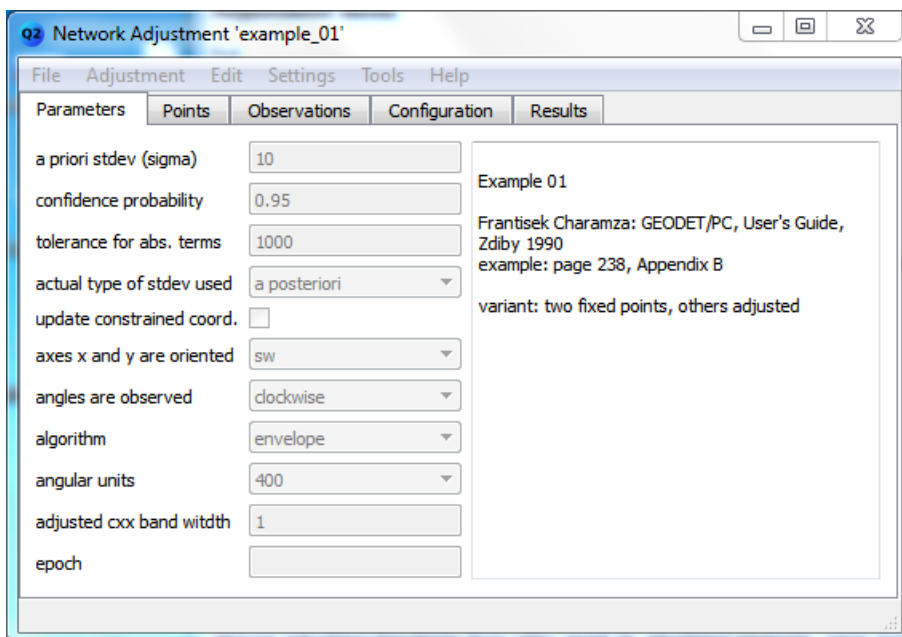 Q2 Network Adjustment 'example_01'
File Adjustment Edit Settings Tools Help
Parameters Points Observations Configuration Results
a priori stdev (sigma) 10
confidence probability 0.95
tolerance for abs. terms 1000
actual type of stdev used a posteriori
update constrained coord.
axes x and y are oriented sw
angles are observed clockwise
algorithm envelope
angular units 400
adjusted cxx band witdth 1
epoch
Example 01
Frantisek Charamza: GEODET/PC, User's Guide,
Zdiby 1990
example: page 238, Appendix B
variant: two fixed points, others adjusted